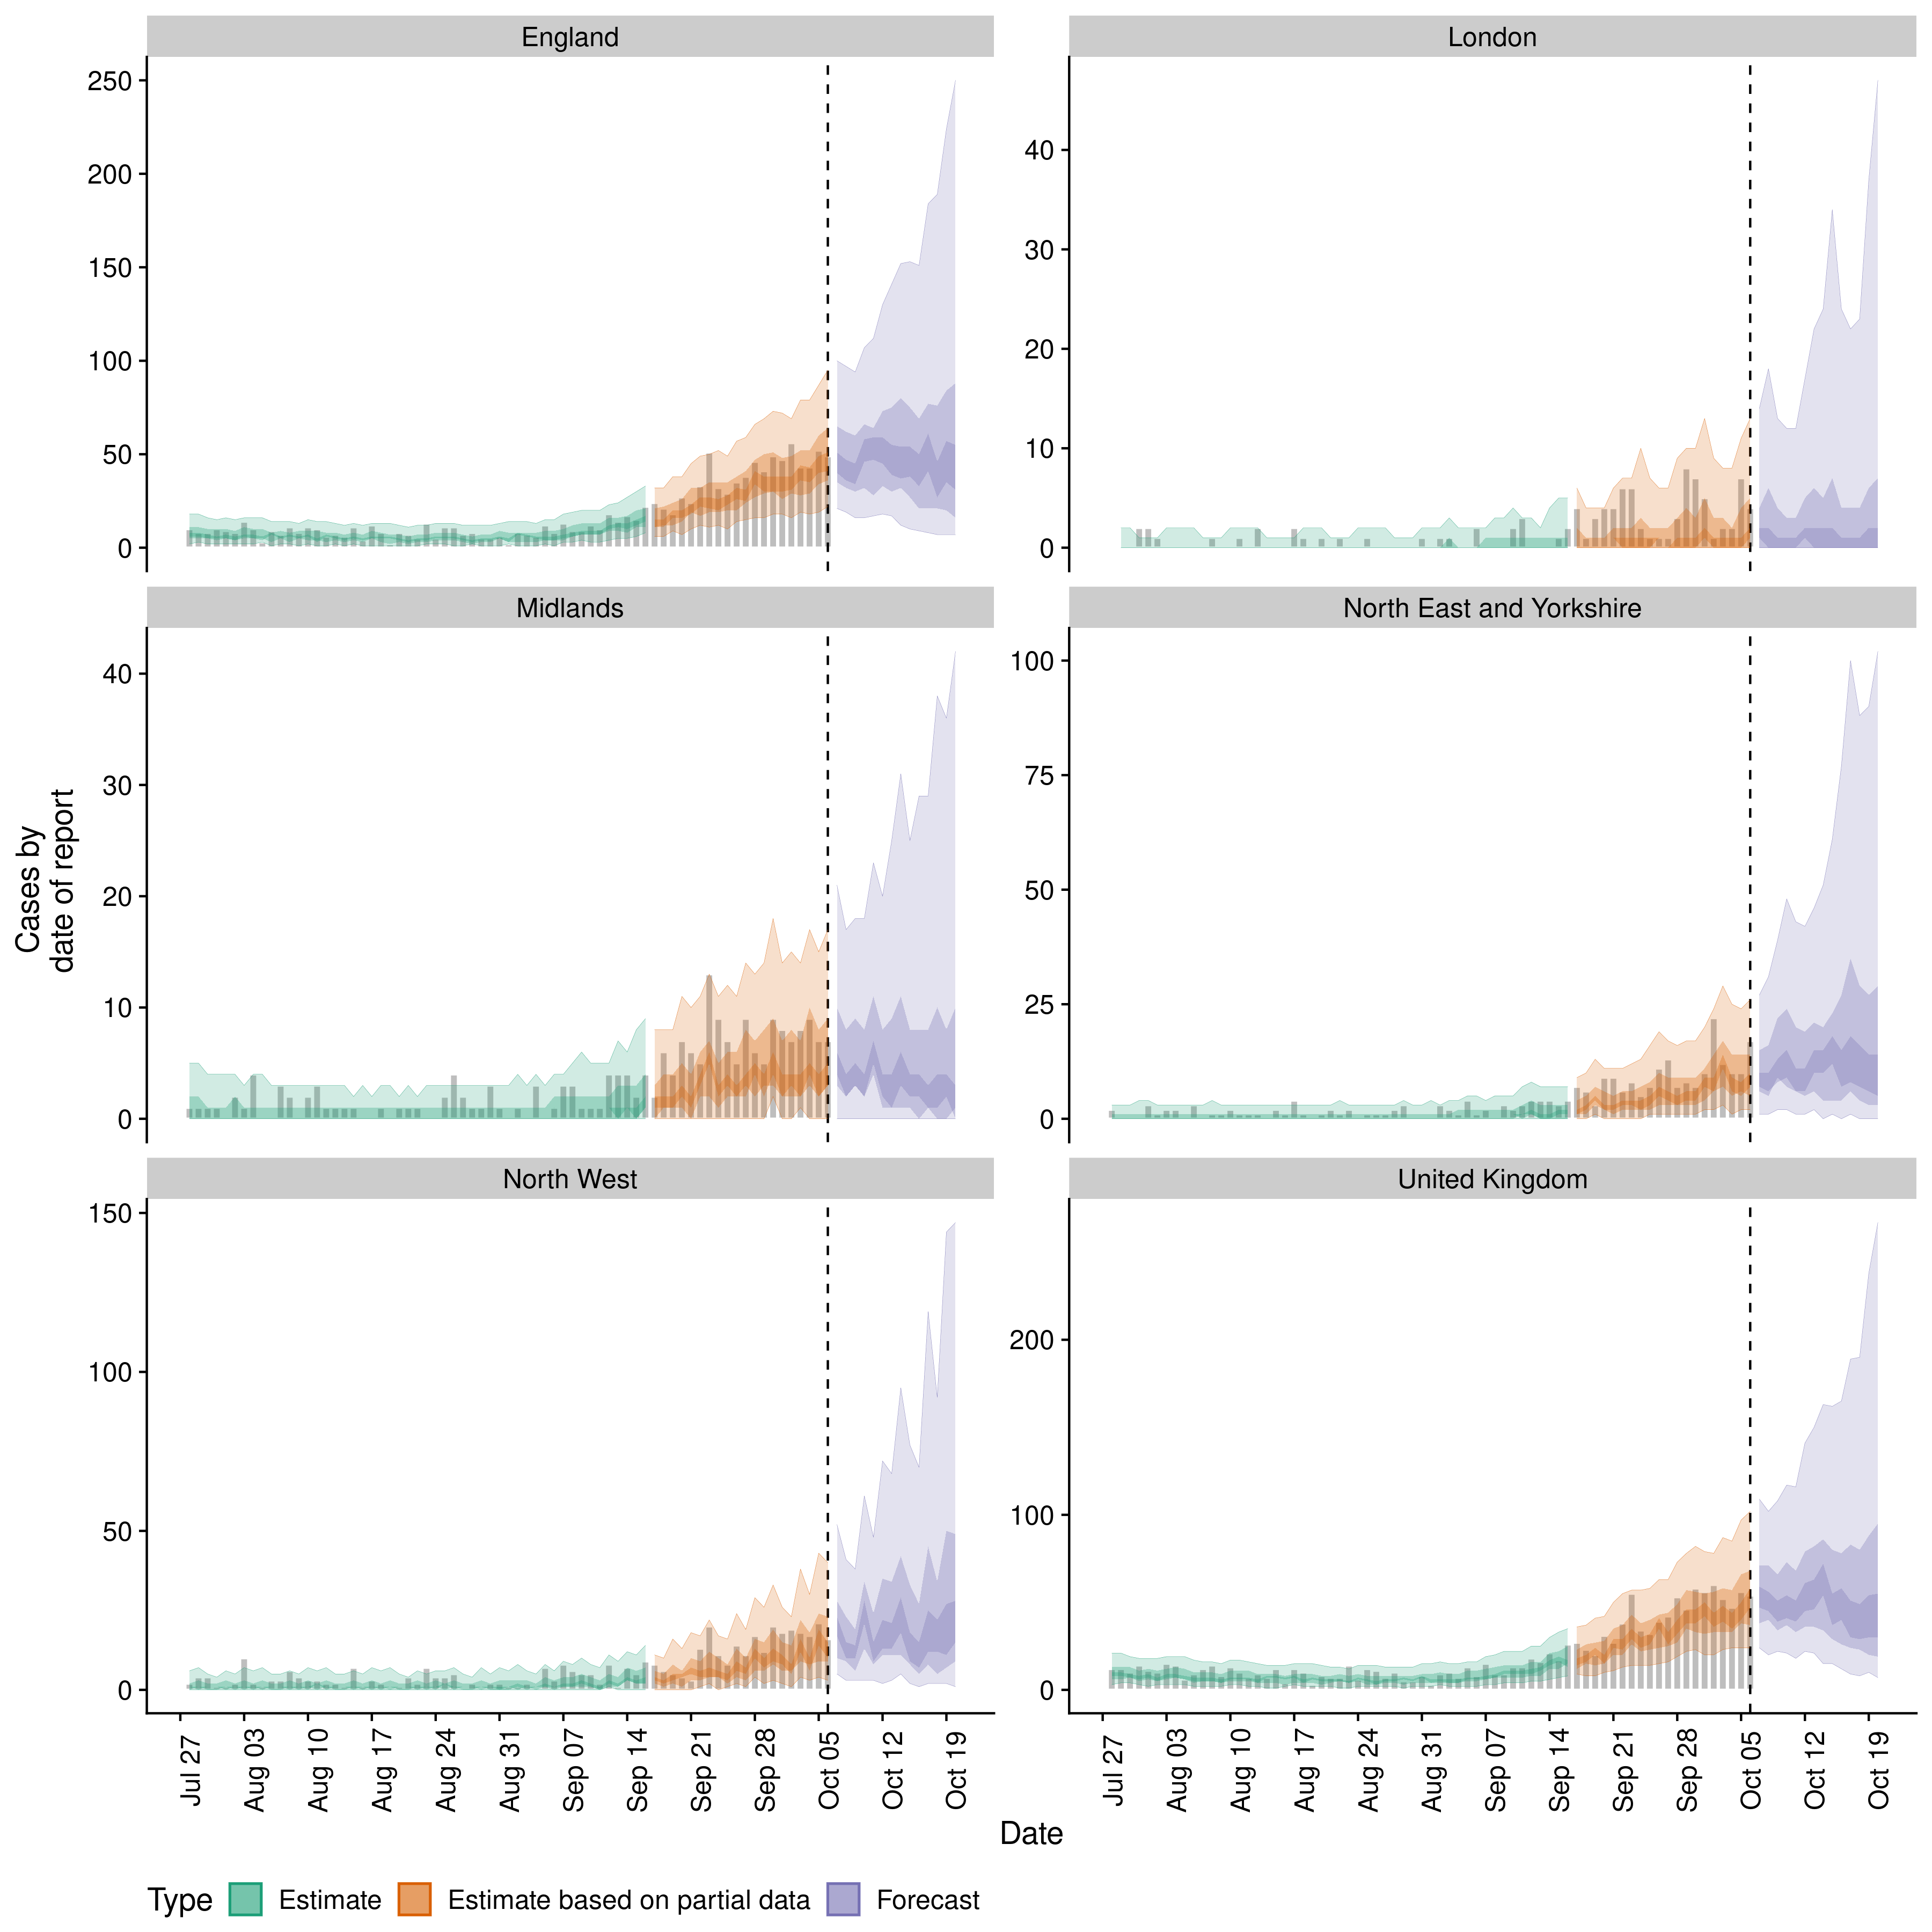 England
London
250
200
150
100
50
0
40
30
20
10
0
Midlands
North East and Yorkshire
40
30
20
10
0
100
75
50
25
0
Cases by
date of report
North West
United Kingdom
150
100
50
0
200
100
0
Jul 27
Aug 03
Aug 10
Aug 17
Aug 24
Aug 31
Sep 07
Sep 14
Sep 21
Sep 28
Oct 05
Oct 12
Oct 19
Jul 27
Aug 03
Aug 10
Aug 17
Aug 24
Aug 31
Sep 07
Sep 14
Sep 21
Sep 28
Oct 05
Oct 12
Oct 19
Date
Type Estimate Estimate based on partial data Forecast